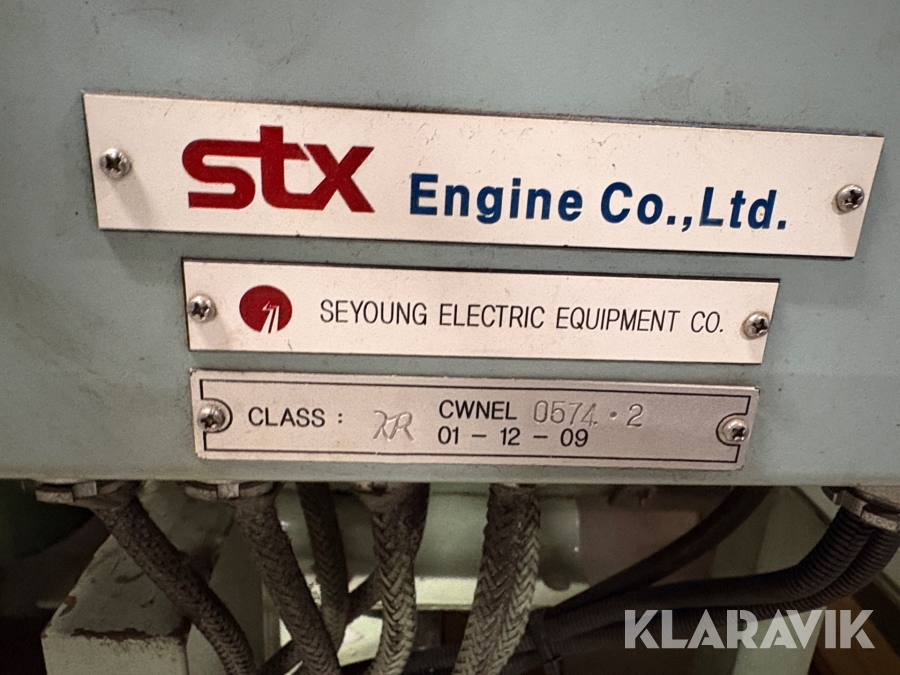 stx Engine Co.,Ltd.
SEYOUNG ELECTRIC EQUIPMENT CO.
CLASS : KR CWNEL 0574 · 2
01 - 12 - 09
KLARAVIK